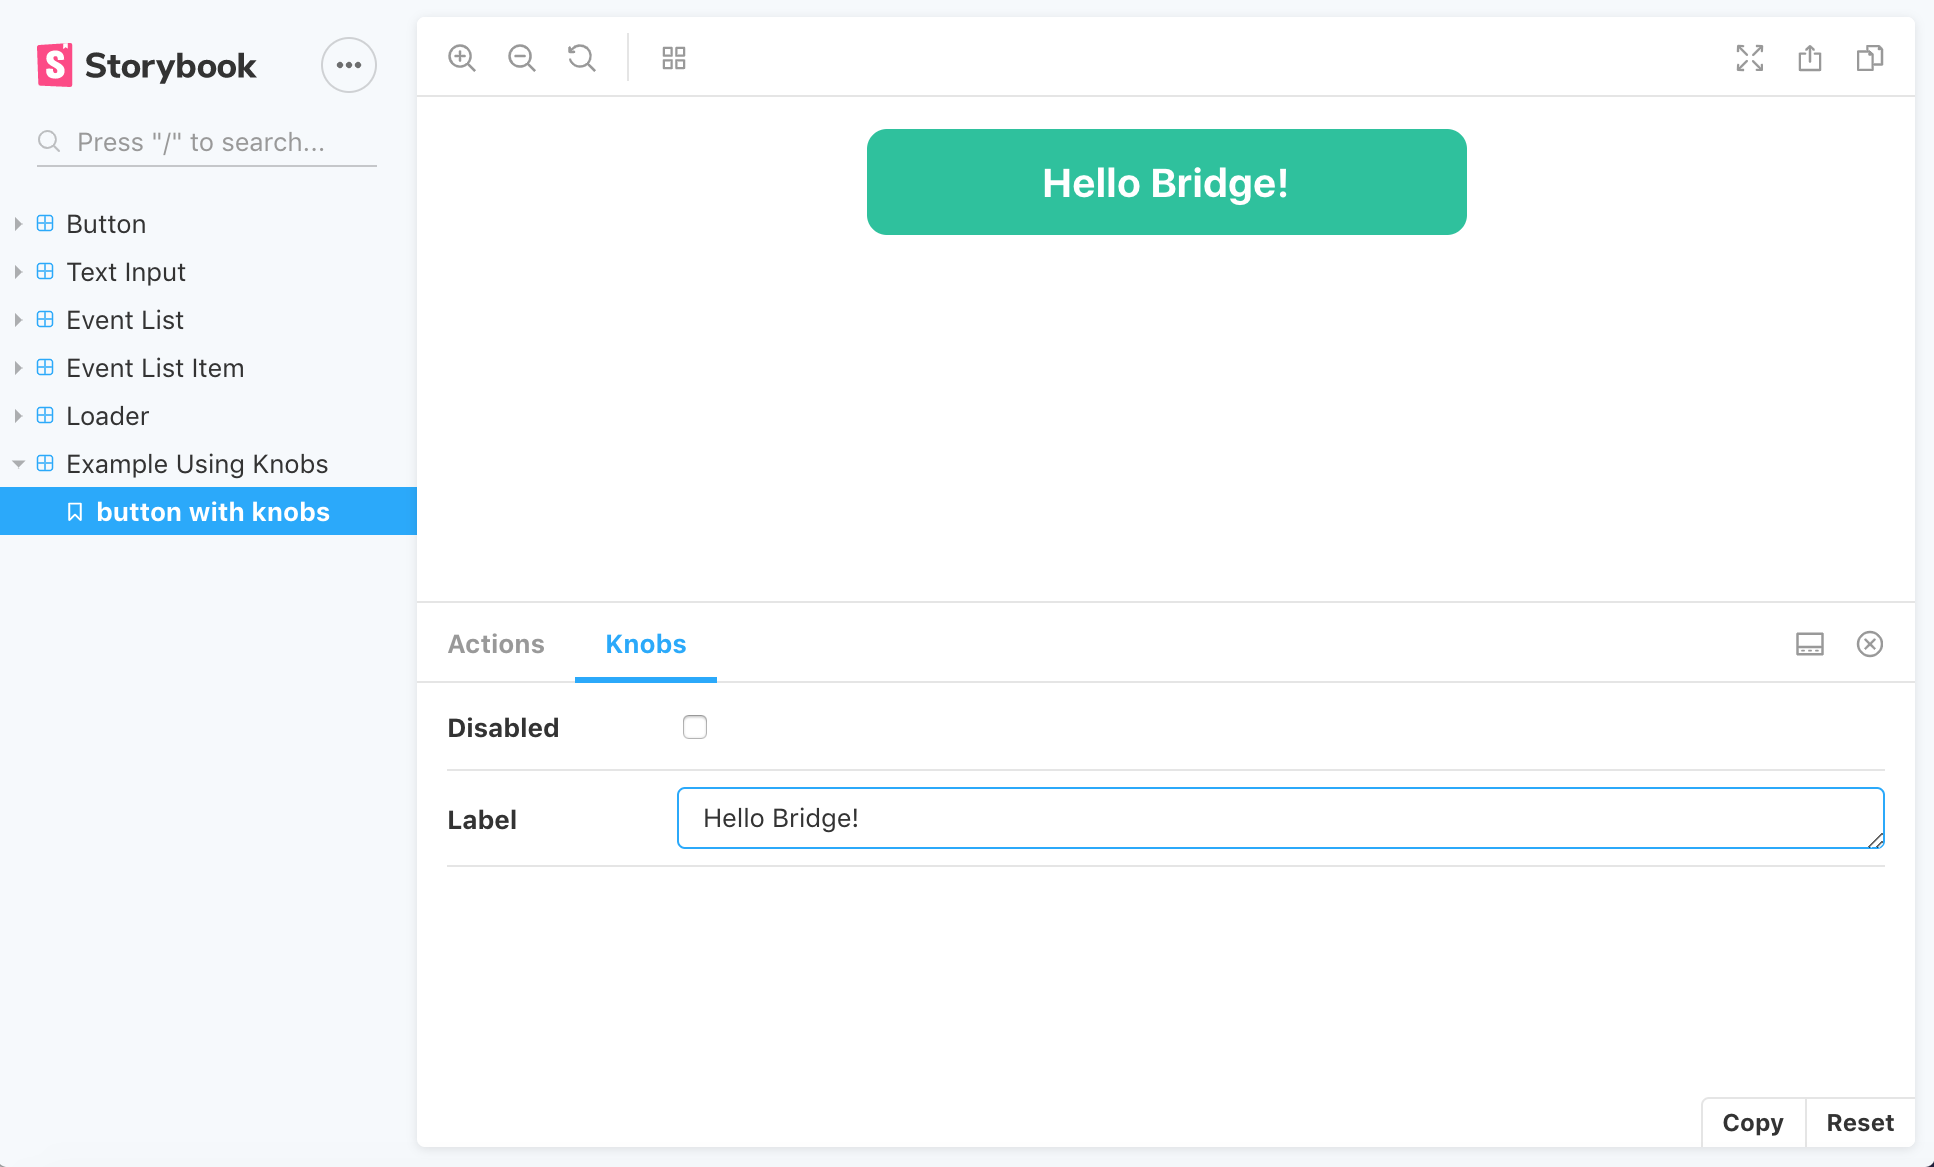 Storybook
Press "/" to search...
Button
Text Input
Event List
Event List Item
Loader
Example Using Knobs
button with knobs
Hello Bridge!
Actions
Knobs
Disabled
Label
Hello Bridge!
Copy
Reset